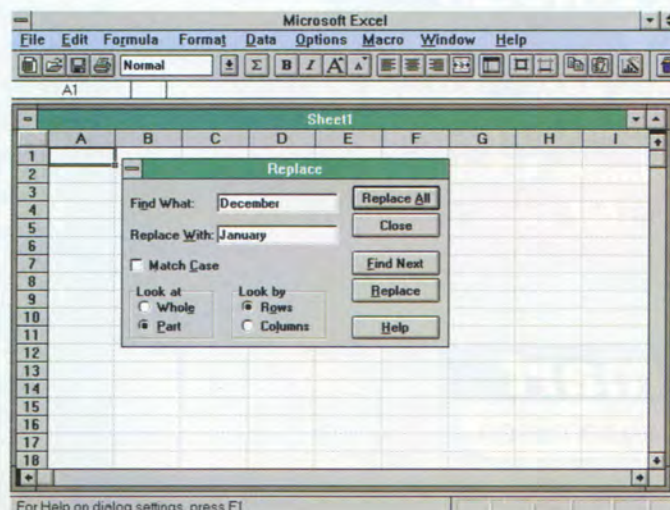 Microsoft Excel
File Edit Formula Format Data Options Macro Window Help
Normal Σ B I A A
A1
Sheet1
A B C D E F G H I
1
2
3
4
5
6
7
8
9
10
11
12
13
14
15
16
17
18
Replace
Find What: December
Replace With: January
Match Case
Look at
Whole
Part
Look by
Rows
Columns
Replace All
Close
Find Next
Replace
Help
For Help on dialog settings, press F1